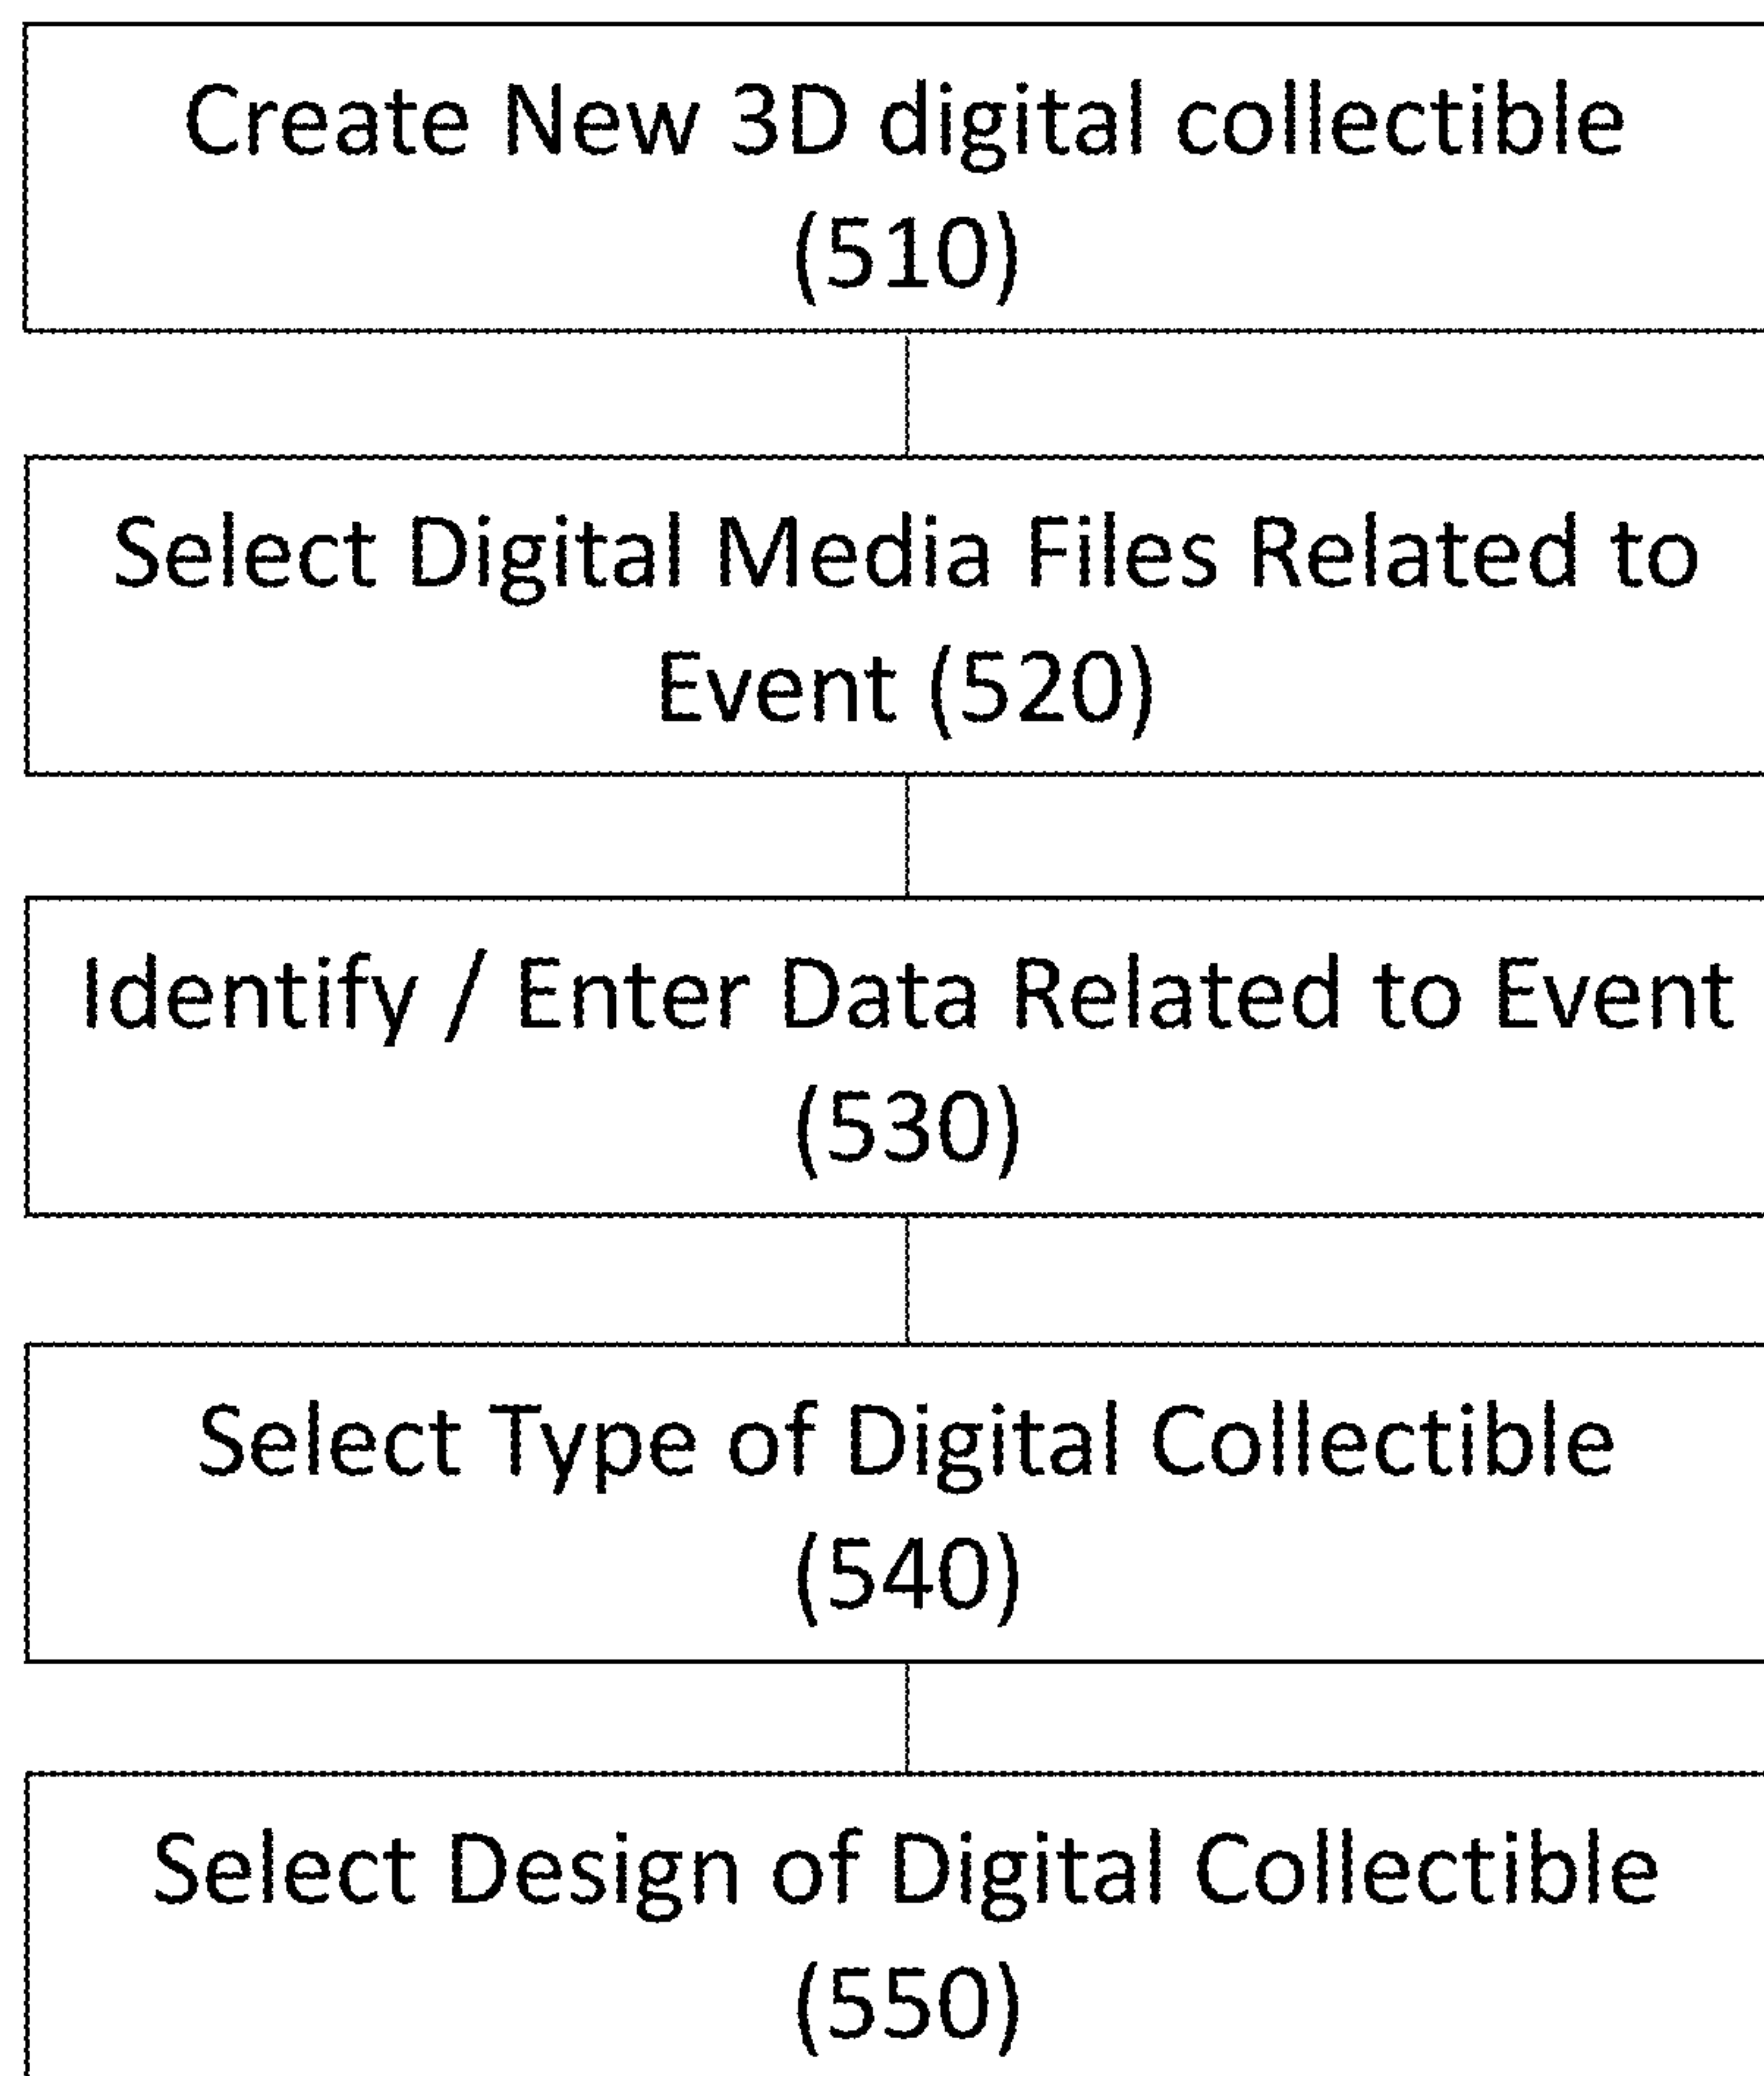 Create New 3D digital collectible
(510)
Select Digital Media Files Related to
Event (520)
Identify / Enter Data Related to Event
(530)
Select Type of Digital Collectible
(540)
Select Design of Digital Collectible
(550)